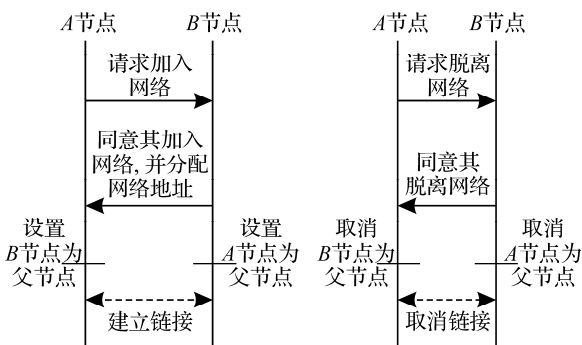 A节点
B节点
请求加入
网络
同意其加入
网络,并分配
网络地址
设置
B节点为
父节点
设置
A节点为
父节点
建立链接
A节点
B节点
请求脱离
网络
同意其
脱离网络
取消
B节点为
父节点
取消
A节点为
父节点
取消链接